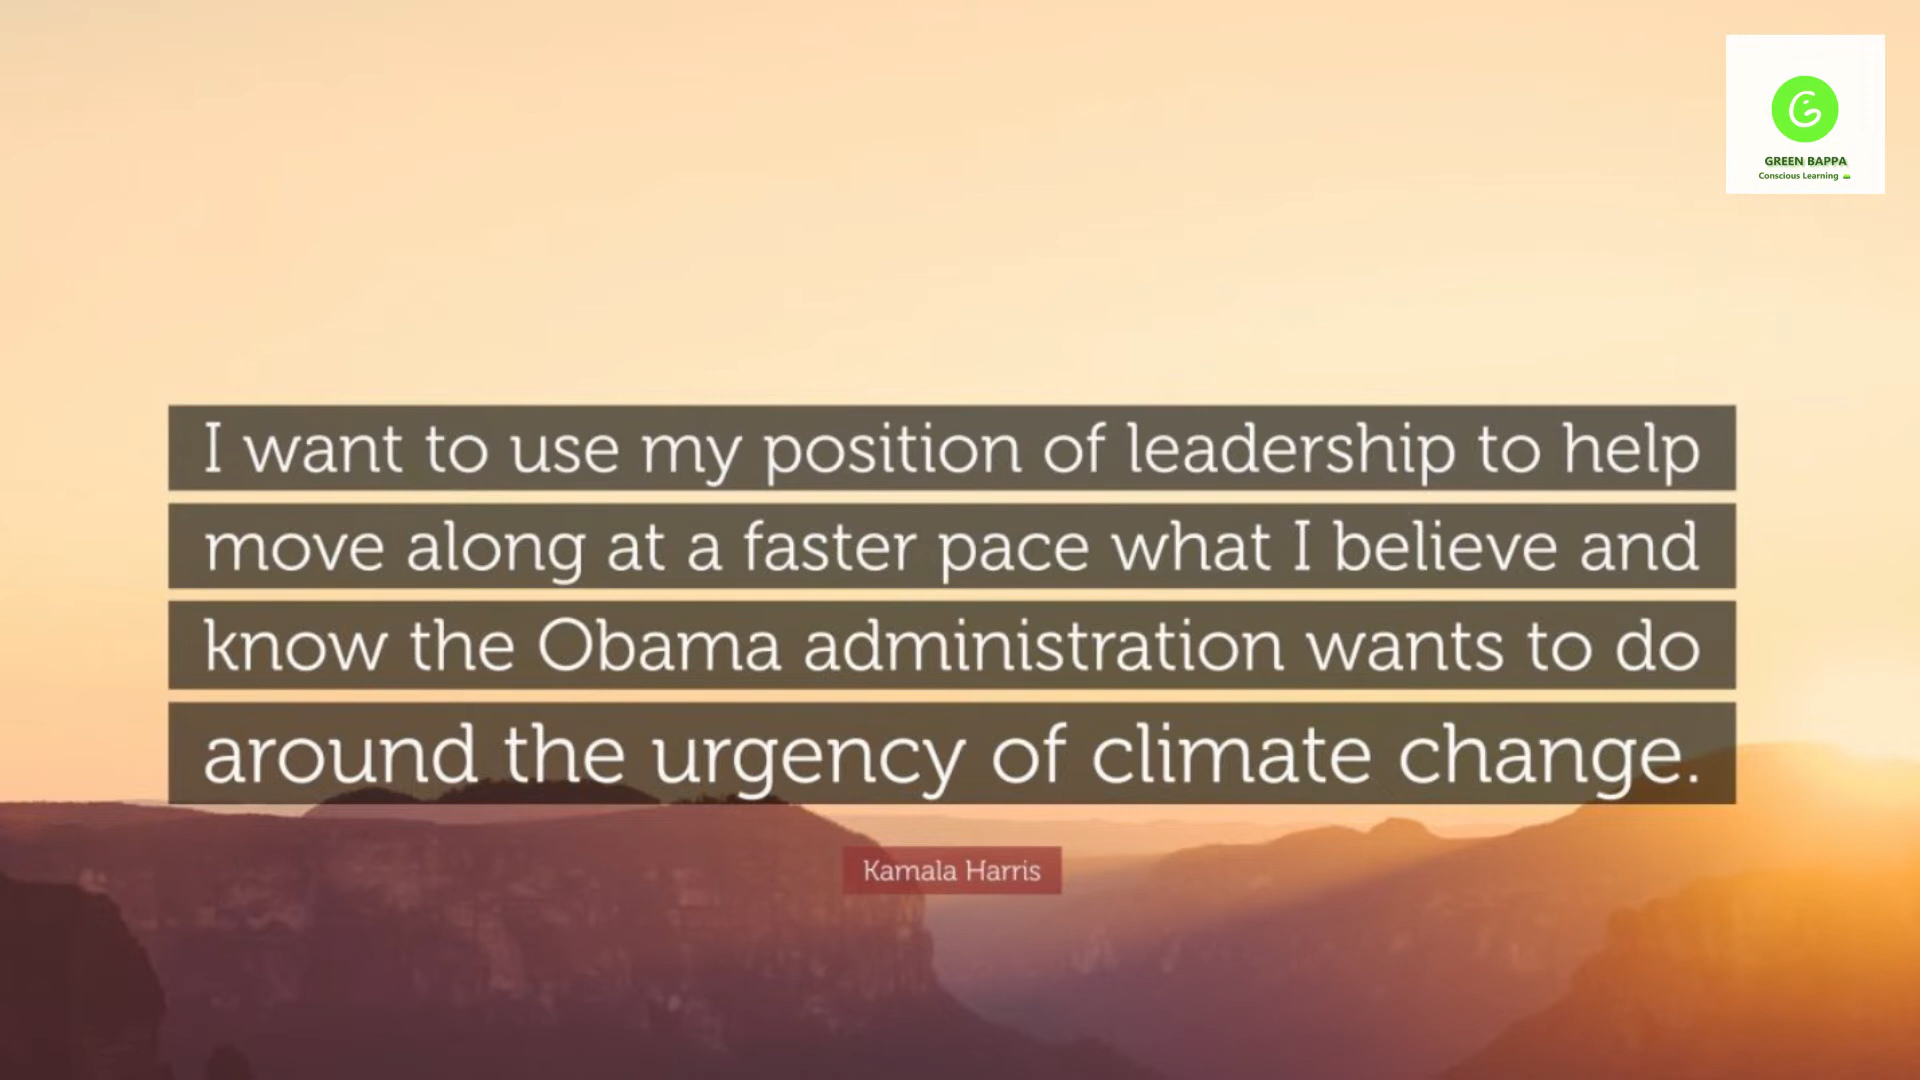 GREEN BAPPA
Conscious Learning
I want to use my position of leadership to help
move along at a faster pace what I believe and
know the Obama administration wants to do
around the urgency of climate change.
Kamala Harris